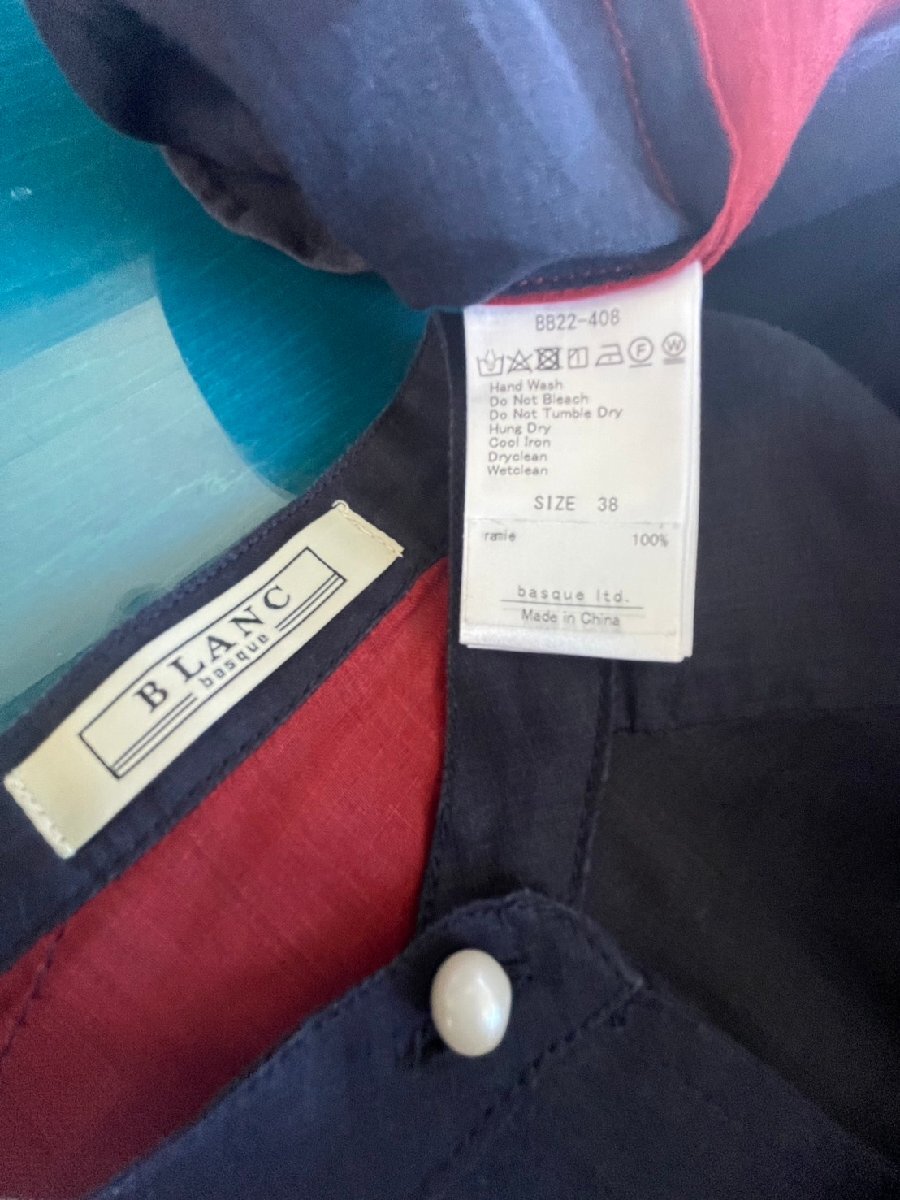 BB22-408
F W
Hand Wash
Do Not Bleach
Do Not Tumble Dry
Hung Dry
Cool Iron
Dryclean
Wetclean
SIZE 38
ramie 100%
basque ltd.
Made in China
BLANC
basque